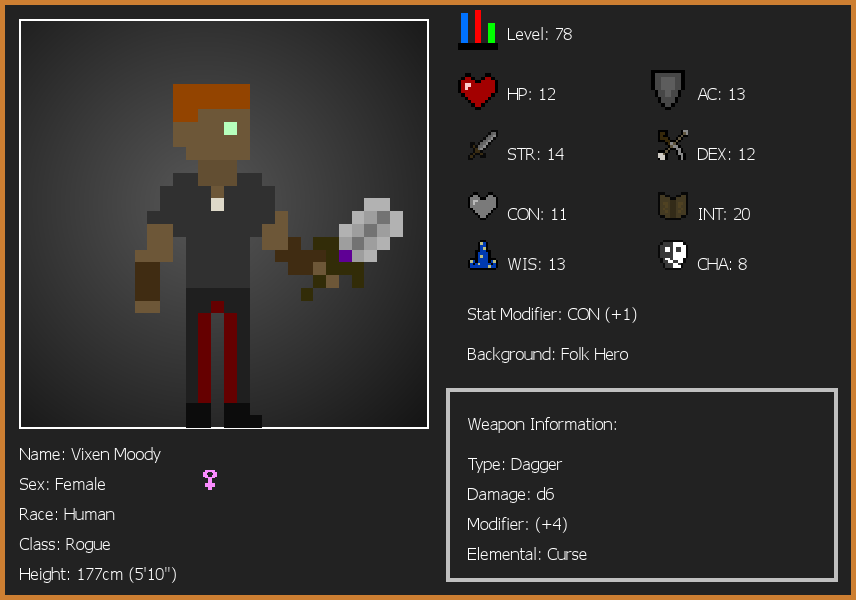 Level: 78
HP: 12
AC: 13
STR: 14
DEX: 12
CON: 11
INT: 20
WIS: 13
CHA: 8
Stat Modifier: CON (+1)
Background: Folk Hero
Weapon Information:
Type: Dagger
Damage: d6
Modifier: (+4)
Elemental: Curse
Name: Vixen Moody
Sex: Female
Race: Human
Class: Rogue
Height: 177cm (5'10")